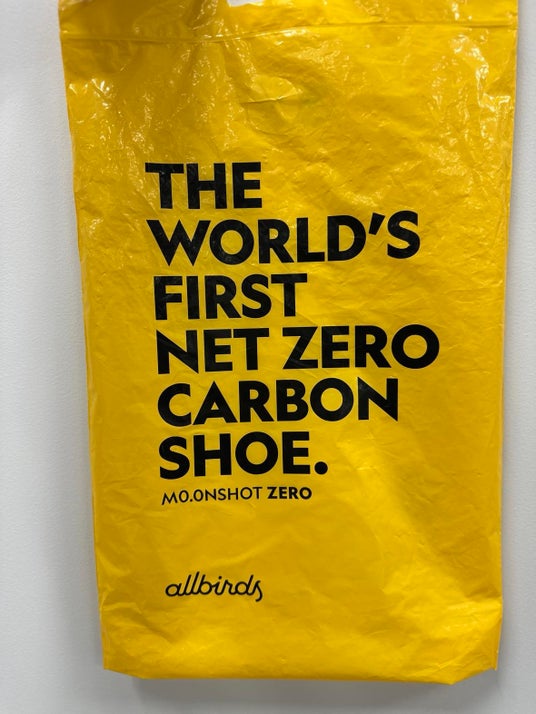 THE
WORLD'S
FIRST
NET ZERO
CARBON
SHOE.
M0.0NSHOT ZERO
allbirds